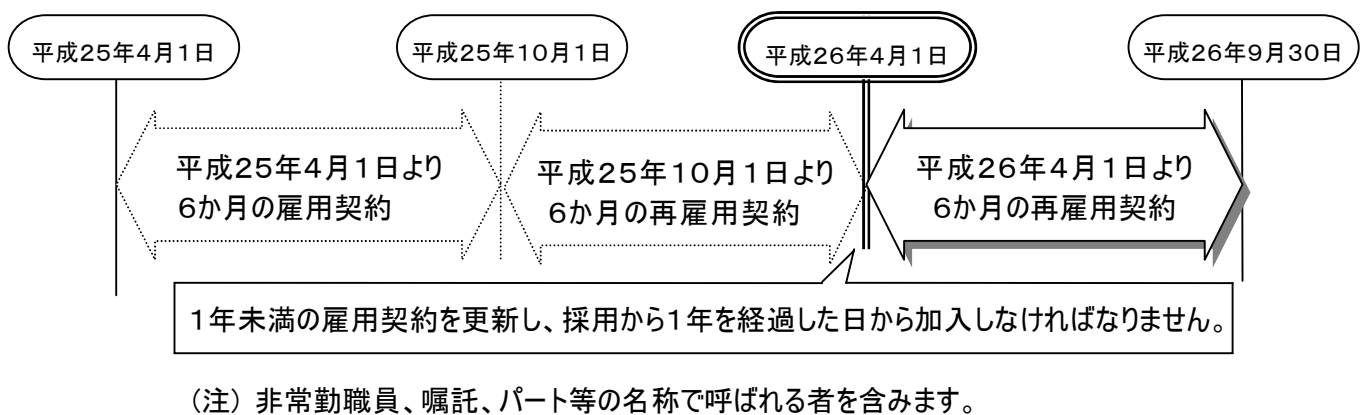 平成25年4月1日
平成25年10月1日
平成26年4月1日
平成26年9月30日
平成25年4月1日より
6か月の雇用契約
平成25年10月1日より
6か月の再雇用契約
平成26年4月1日より
6か月の再雇用契約
1年未満の雇用契約を更新し、採用から1年を経過した日から加入しなければなりません。
（注）非常勤職員、嘱託、パート等の名称で呼ばれる者を含みます。